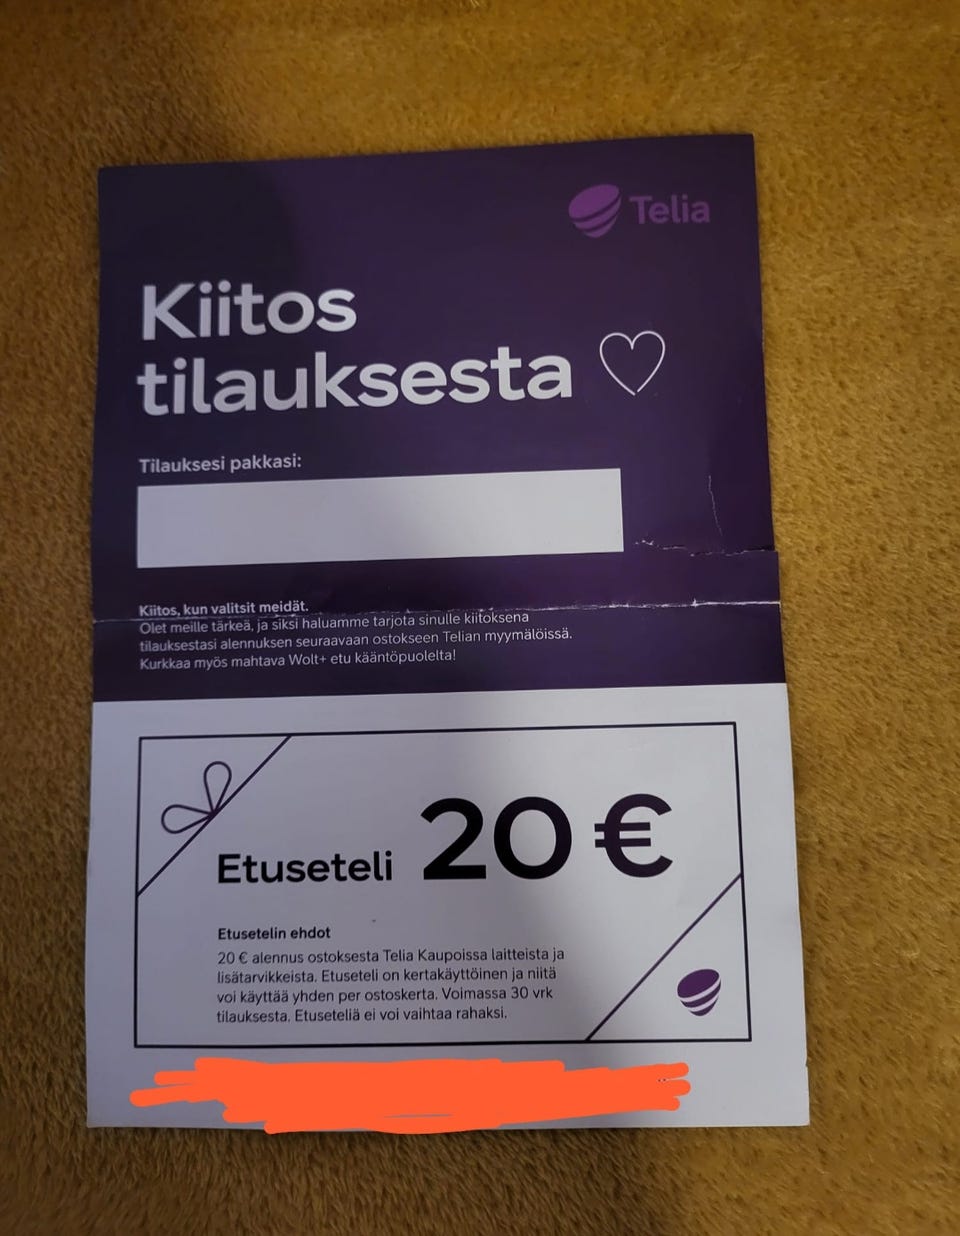 Telia
Kiitos
tilauksesta
Tilauksesi pakkasi:
Kiitos, kun valitsit meidät.
Olet meille tärkeä, ja siksi haluamme tarjota sinulle kiitoksena
tilauksestasi alennuksen seuraavaan ostokseen Telian myymälöissä.
Kurkkaa myös mahtava Wolt+ etu kääntöpuolelta!
Etuseteli 20 €
Etusetelin ehdot
20 € alennus ostoksesta Telia Kaupoissa laitteista ja
lisätarvikkeista. Etuseteli on kertakäyttöinen ja niitä
voi käyttää yhden per ostoskerta. Voimassa 30 vrk
tilauksesta. Etuseteliä ei voi vaihtaa rahaksi.